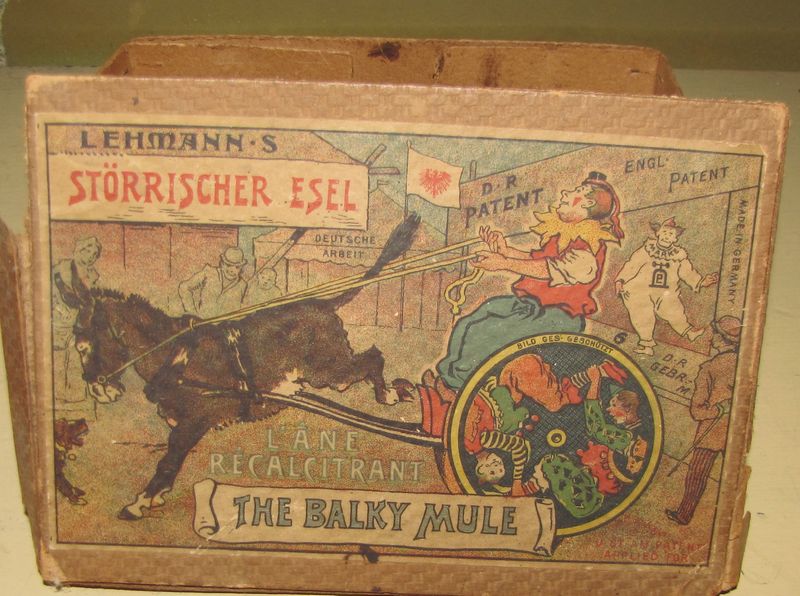 LEHMANN·S
STÖRRISCHER ESEL
DEUTSCHE
ARBEIT
D·R
PATENT
ENGL·
PATENT
MADE IN GERMANY
MARKE
BILD GES· GESCHÜTZT
6
D·R
GEBR·M
L'ÂNE
RÉCALCITRANT
THE BALKY MULE
PATENT
APPLIED FOR